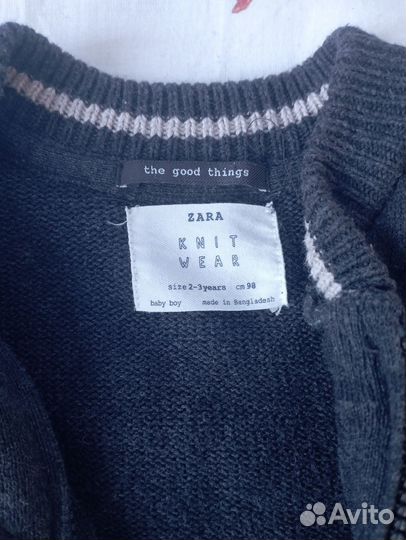 the good things
ZARA
KNIT
WEAR
size 2-3years cm 98
baby boy made in Bangladesh
Avito